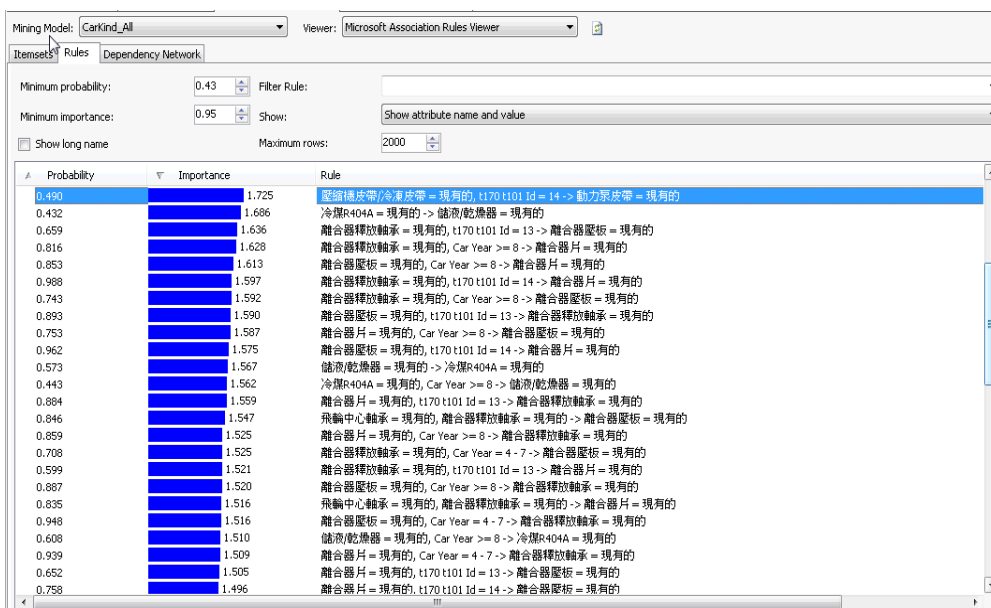 Mining Model: CarKind_All Viewer: Microsoft Association Rules Viewer
Itemsets Rules Dependency Network
Minimum probability: 0.43 Filter Rule:
Minimum importance: 0.95 Show: Show attribute name and value
Show long name Maximum rows: 2000
Probability Importance Rule
0.490 1.725 壓縮機皮帶/冷凍皮帶 = 現有的, t170 t101 Id = 14 -> 動力泵皮帶 = 現有的
0.432 1.686 冷煤R404A = 現有的 -> 儲液/乾燥器 = 現有的
0.659 1.636 離合器釋放軸承 = 現有的, t170 t101 Id = 13 -> 離合器壓板 = 現有的
0.816 1.628 離合器釋放軸承 = 現有的, Car Year >= 8 -> 離合器片 = 現有的
0.853 1.613 離合器壓板 = 現有的, Car Year >= 8 -> 離合器片 = 現有的
0.988 1.597 離合器釋放軸承 = 現有的, t170 t101 Id = 14 -> 離合器片 = 現有的
0.743 1.592 離合器釋放軸承 = 現有的, Car Year >= 8 -> 離合器壓板 = 現有的
0.893 1.590 離合器壓板 = 現有的, t170 t101 Id = 13 -> 離合器釋放軸承 = 現有的
0.753 1.587 離合器片 = 現有的, Car Year >= 8 -> 離合器壓板 = 現有的
0.962 1.575 離合器壓板 = 現有的, t170 t101 Id = 14 -> 離合器片 = 現有的
0.573 1.567 儲液/乾燥器 = 現有的 -> 冷煤R404A = 現有的
0.443 1.562 冷煤R404A = 現有的, Car Year >= 8 -> 儲液/乾燥器 = 現有的
0.884 1.559 離合器片 = 現有的, t170 t101 Id = 13 -> 離合器釋放軸承 = 現有的
0.846 1.547 飛輪中心軸承 = 現有的, 離合器釋放軸承 = 現有的 -> 離合器壓板 = 現有的
0.859 1.525 離合器片 = 現有的, Car Year >= 8 -> 離合器釋放軸承 = 現有的
0.708 1.525 離合器釋放軸承 = 現有的, Car Year = 4 - 7 -> 離合器壓板 = 現有的
0.599 1.521 離合器釋放軸承 = 現有的, t170 t101 Id = 13 -> 離合器片 = 現有的
0.887 1.520 離合器壓板 = 現有的, Car Year >= 8 -> 離合器釋放軸承 = 現有的
0.835 1.516 飛輪中心軸承 = 現有的, 離合器釋放軸承 = 現有的 -> 離合器片 = 現有的
0.948 1.516 離合器壓板 = 現有的, Car Year = 4 - 7 -> 離合器釋放軸承 = 現有的
0.608 1.510 儲液/乾燥器 = 現有的, Car Year >= 8 -> 冷煤R404A = 現有的
0.939 1.509 離合器片 = 現有的, Car Year = 4 - 7 -> 離合器釋放軸承 = 現有的
0.652 1.505 離合器片 = 現有的, t170 t101 Id = 13 -> 離合器壓板 = 現有的
0.758 1.496 離合器片 = 現有的, t170 t101 Id = 14 -> 離合器壓板 = 現有的